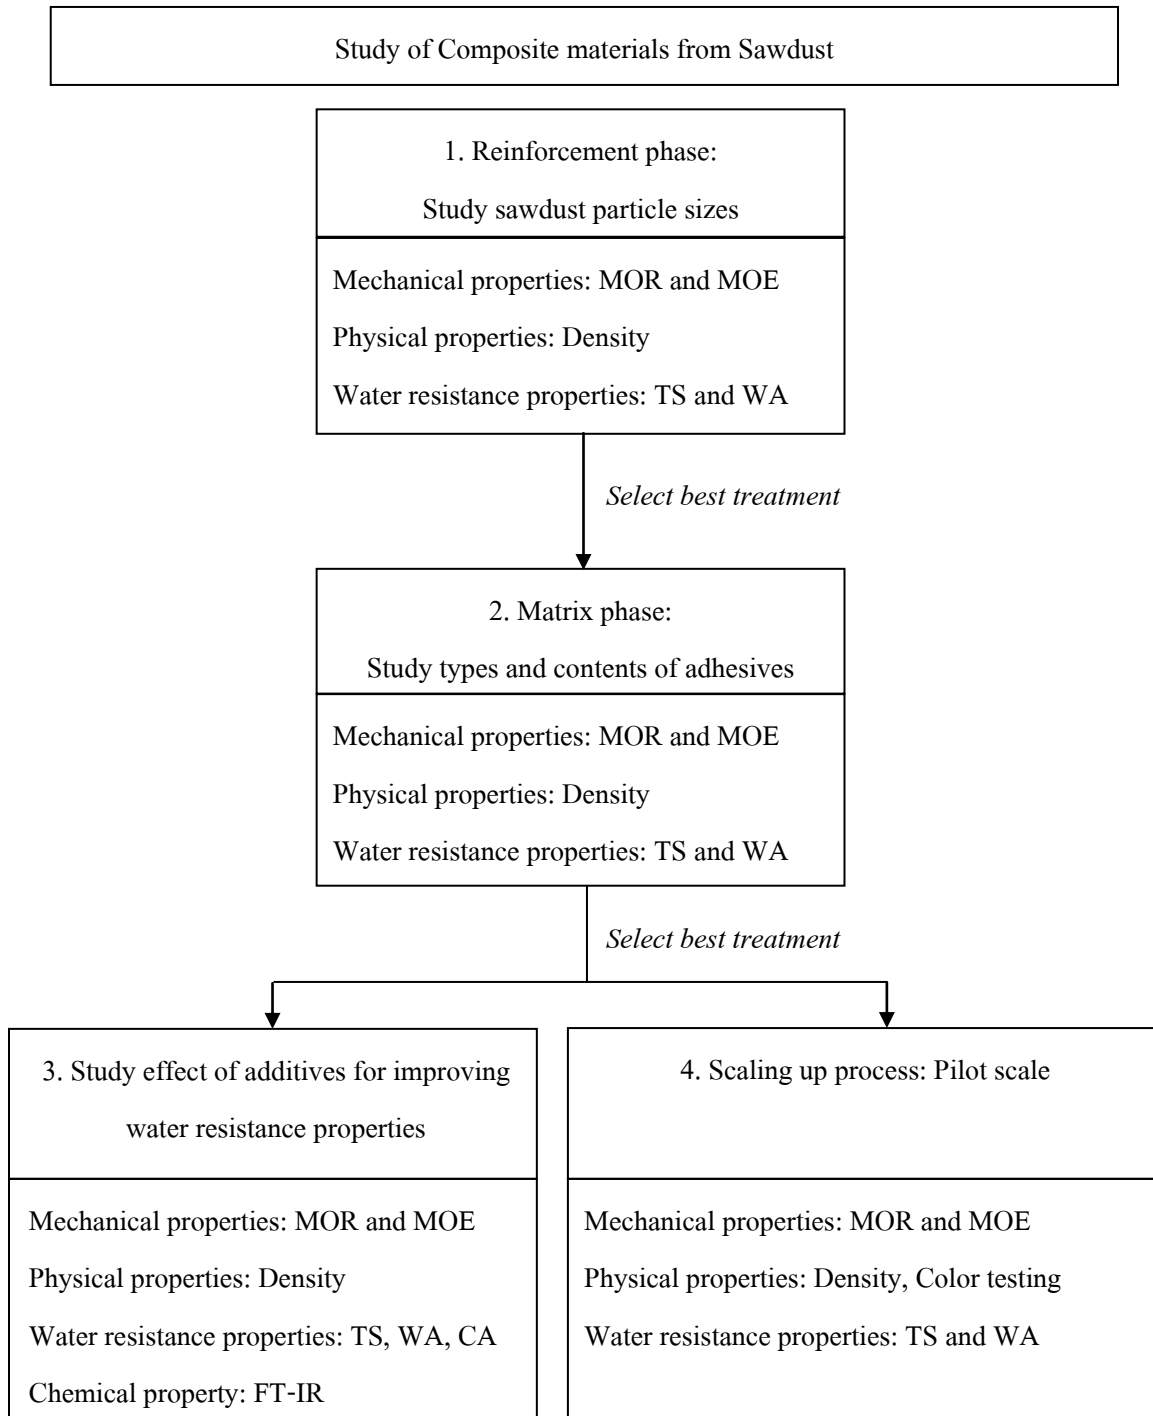 Study of Composite materials from Sawdust
1. Reinforcement phase:
Study sawdust particle sizes
Mechanical properties: MOR and MOE
Physical properties: Density
Water resistance properties: TS and WA
Select best treatment
2. Matrix phase:
Study types and contents of adhesives
Mechanical properties: MOR and MOE
Physical properties: Density
Water resistance properties: TS and WA
Select best treatment
3. Study effect of additives for improving
water resistance properties
Mechanical properties: MOR and MOE
Physical properties: Density
Water resistance properties: TS, WA, CA
Chemical property: FT-IR
4. Scaling up process: Pilot scale
Mechanical properties: MOR and MOE
Physical properties: Density, Color testing
Water resistance properties: TS and WA